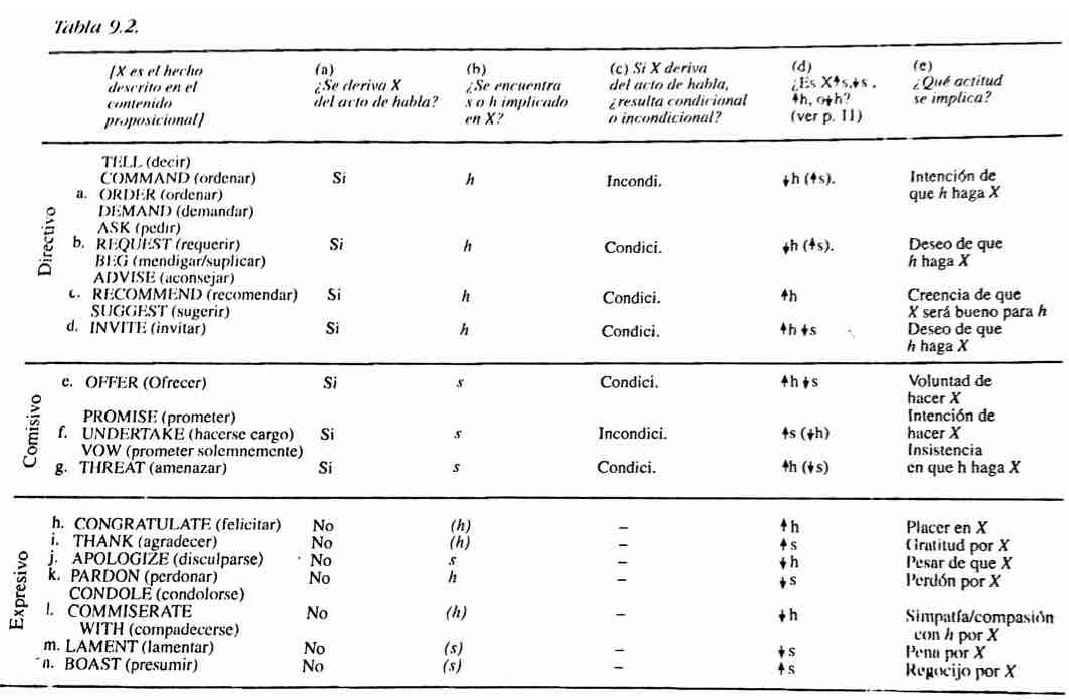 Tabla 9.2.
[X es el hecho descrito en el contenido proposicional] (a) ¿Se deriva X del acto de habla? (b) ¿Se encuentra s o h implicado en X? (c) Si X deriva del acto de habla, ¿resulta condicional o incondicional? (d) ¿Es X↑s,↓s, ↑h, o↓h? (ver p. 11) (e) ¿Qué actitud se implica?
Directivo
TELL (decir)
COMMAND (ordenar) Si h Incondi. ↓h (↑s). Intención de
a. ORDER (ordenar) que h haga X
DEMAND (demandar)
ASK (pedir)
b. REQUEST (requerir) Si h Condici. ↓h (↑s). Deseo de que
BEG (mendigar/suplicar) h haga X
ADVISE (aconsejar)
c. RECOMMEND (recomendar) Si h Condici. ↑h Creencia de que
SUGGEST (sugerir) X será bueno para h
d. INVITE (invitar) Si h Condici. ↑h ↓s Deseo de que
h haga X
Comisivo
e. OFFER (Ofrecer) Si s Condici. ↑h ↓s Voluntad de
hacer X
PROMISE (prometer) Intención de
f. UNDERTAKE (hacerse cargo) Si s Incondici. ↑s (↓h) hacer X
VOW (prometer solemnemente) Insistencia
g. THREAT (amenazar) Si s Condici. ↑h (↓s) en que h haga X
Expresivo
h. CONGRATULATE (felicitar) No (h) – ↑h Placer en X
i. THANK (agradecer) No (h) – ↑s Gratitud por X
j. APOLOGIZE (disculparse) No s – ↓h Pesar de que X
k. PARDON (perdonar) No h – ↓s Perdón por X
CONDOLE (condolorse)
l. COMMISERATE No (h) – ↓h Simpatía/compasión
WITH (compadecerse) con h por X
m. LAMENT (lamentar) No (s) – ↓s Pena por X
n. BOAST (presumir) No (s) – ↑s Regocijo por X